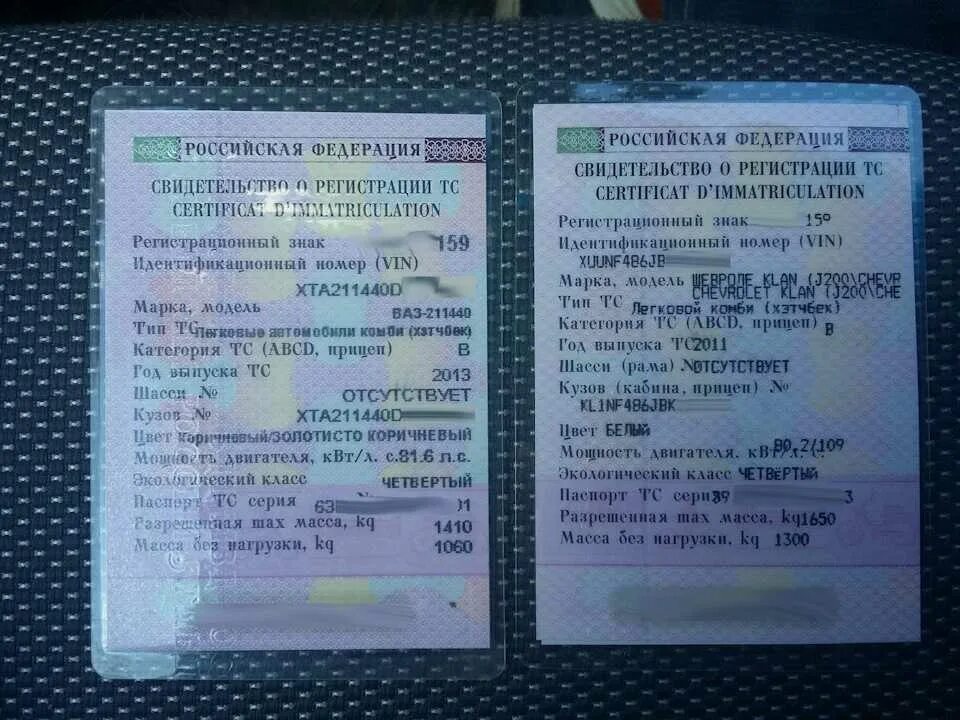 РОССИЙСКАЯ ФЕДЕРАЦИЯ
СВИДЕТЕЛЬСТВО О РЕГИСТРАЦИИ ТС
CERTIFICAT D'IMMATRICULATION
Регистрационный знак 159
Идентификационный номер (VIN)
XTA211440D
Марка, модель ВАЗ-211440
Тип ТС Легковые автомобили комби (хэтчбек)
Категория ТС (ABCD, прицеп) B
Год выпуска ТС 2013
Шасси № ОТСУТСТВУЕТ
Кузов № XTA211440D
Цвет Коричневый/ЗОЛОТИСТО КОРИЧНЕВЫЙ
Мощность двигателя, кВт/л. с.81.6 л.с.
Экологический класс ЧЕТВЕРТЫЙ
Паспорт ТС серия 63 № 1
Разрешенная max масса, kg 1410
Масса без нагрузки, kg 1060
РОССИЙСКАЯ ФЕДЕРАЦИЯ
СВИДЕТЕЛЬСТВО О РЕГИСТРАЦИИ ТС
CERTIFICAT D'IMMATRICULATION
Регистрационный знак 159
Идентификационный номер (VIN)
XUUNF486JB
Марка, модель ШЕВРОЛЕ KLAN (J200)CHEVR
CHEVROLET KLAN (J200)CHE
Тип ТС Легковой комби (хэтчбек)
Категория ТС (ABCD, прицеп) B
Год выпуска ТС2011
Шасси (рама) №ОТСУТСТВУЕТ
Кузов (кабина, прицеп) №
KL1NF486JBK
Цвет БЕЛЫЙ
Мощность двигателя, кВт/л. с. 80.2/109
Экологический класс ЧЕТВЕРТЫЙ
Паспорт ТС серия 39 3
Разрешенная max масса, kg1650
Масса без нагрузки, kg 1300